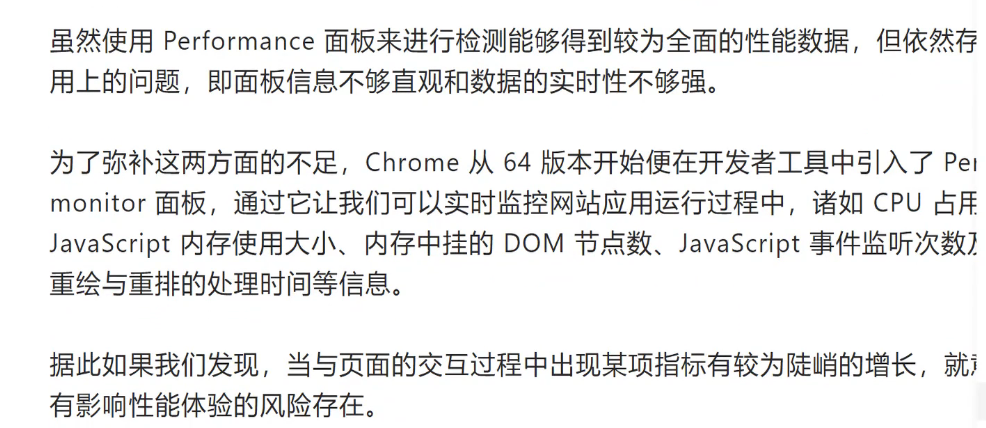 虽然使用 Performance 面板来进行检测能够得到较为全面的性能数据，但依然存
用上的问题，即面板信息不够直观和数据的实时性不够强。
为了弥补这两方面的不足，Chrome 从 64 版本开始便在开发者工具中引入了
monitor 面板，通过它让我们可以实时监控网站应用运行过程中，诸如 CPU 占用
JavaScript 内存使用大小、内存中挂的 DOM 节点数、JavaScript 事件监听次数及
重绘与重排的处理时间等信息。
据此如果我们发现，当与页面的交互过程中出现某项指标有较为陡峭的增长，就
有影响性能体验的风险存在。